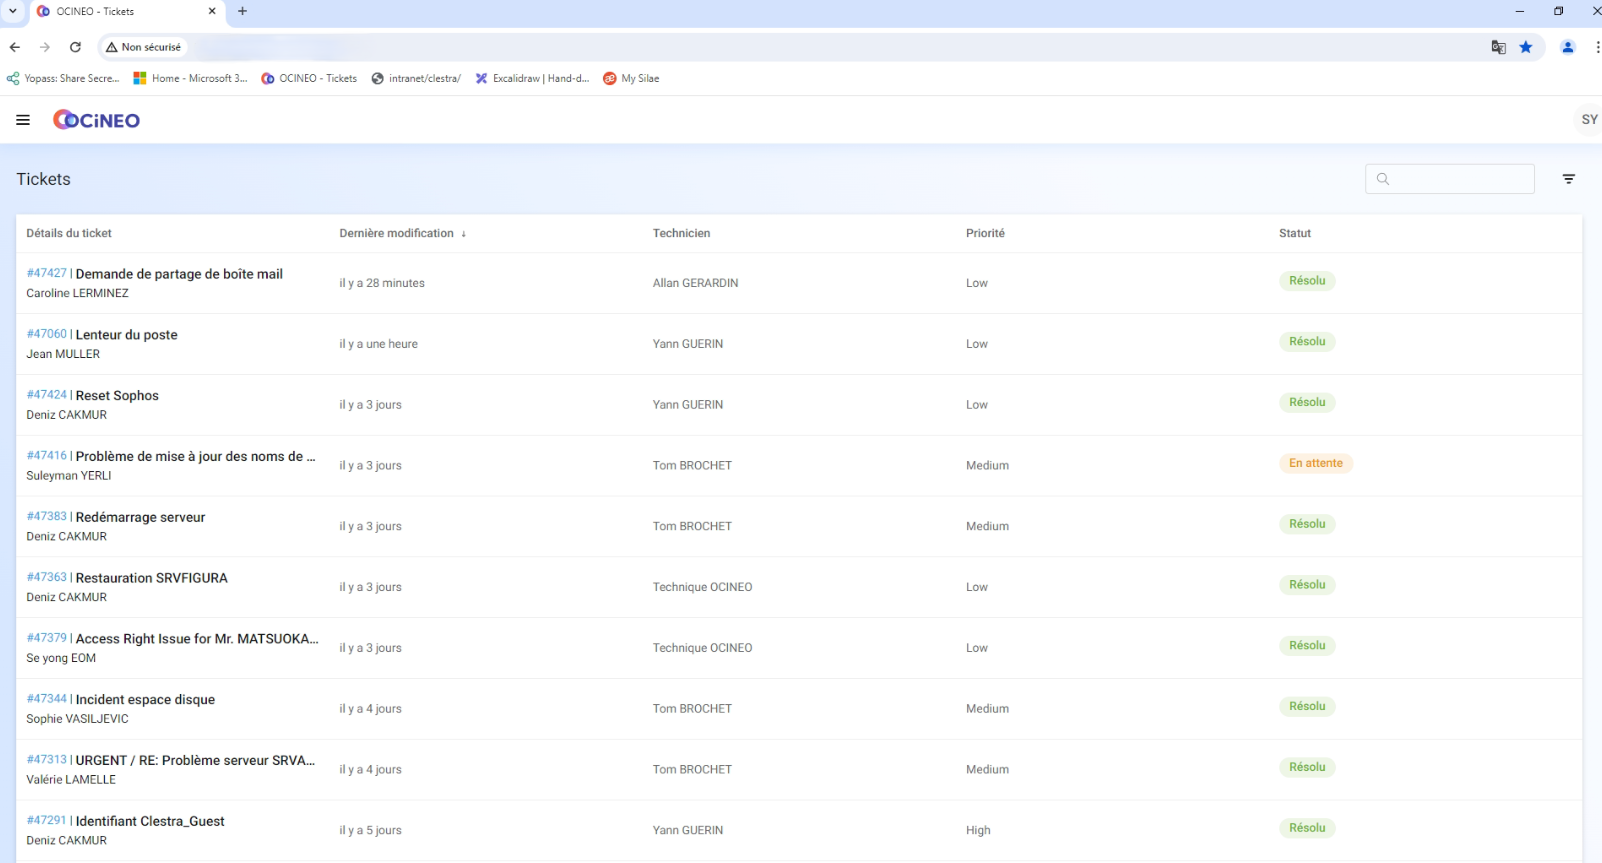 OCINEO - Tickets
Non sécurisé
Yopass: Share Secre...
Home - Microsoft 3...
OCINEO - Tickets
intranet/clestra/
Excalidraw | Hand-d...
My Silae
OCiNEO
SY
Tickets
Détails du ticket
Dernière modification ↓
Technicien
Priorité
Statut
#47427 | Demande de partage de boîte mail
Caroline LERMINEZ
il y a 28 minutes
Allan GERARDIN
Low
Résolu
#47060 | Lenteur du poste
Jean MULLER
il y a une heure
Yann GUERIN
Low
Résolu
#47424 | Reset Sophos
Deniz CAKMUR
il y a 3 jours
Yann GUERIN
Low
Résolu
#47416 | Problème de mise à jour des noms de ...
Suleyman YERLI
il y a 3 jours
Tom BROCHET
Medium
En attente
#47383 | Redémarrage serveur
Deniz CAKMUR
il y a 3 jours
Tom BROCHET
Medium
Résolu
#47363 | Restauration SRVFIGURA
Deniz CAKMUR
il y a 3 jours
Technique OCINEO
Low
Résolu
#47379 | Access Right Issue for Mr. MATSUOKA...
Se yong EOM
il y a 3 jours
Technique OCINEO
Low
Résolu
#47344 | Incident espace disque
Sophie VASILJEVIC
il y a 4 jours
Tom BROCHET
Medium
Résolu
#47313 | URGENT / RE: Problème serveur SRVA...
Valérie LAMELLE
il y a 4 jours
Tom BROCHET
Medium
Résolu
#47291 | Identifiant Clestra_Guest
Deniz CAKMUR
il y a 5 jours
Yann GUERIN
High
Résolu